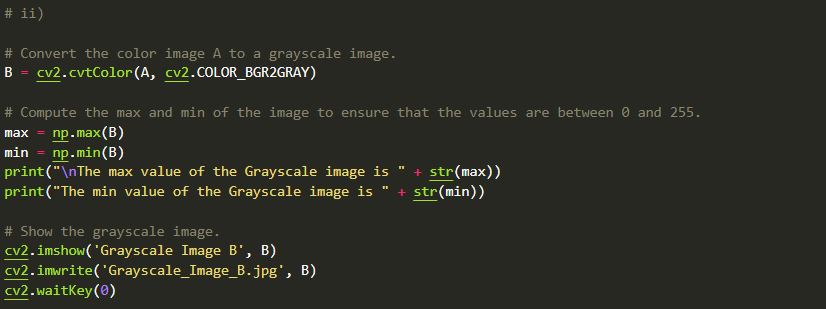 # ii)
# Convert the color image A to a grayscale image.
B = cv2.cvtColor(A, cv2.COLOR_BGR2GRAY)
# Compute the max and min of the image to ensure that the values are between 0 and 255.
max = np.max(B)
min = np.min(B)
print("\nThe max value of the Grayscale image is " + str(max))
print("The min value of the Grayscale image is " + str(min))
# Show the grayscale image.
cv2.imshow('Grayscale Image B', B)
cv2.imwrite('Grayscale_Image_B.jpg', B)
cv2.waitKey(0)